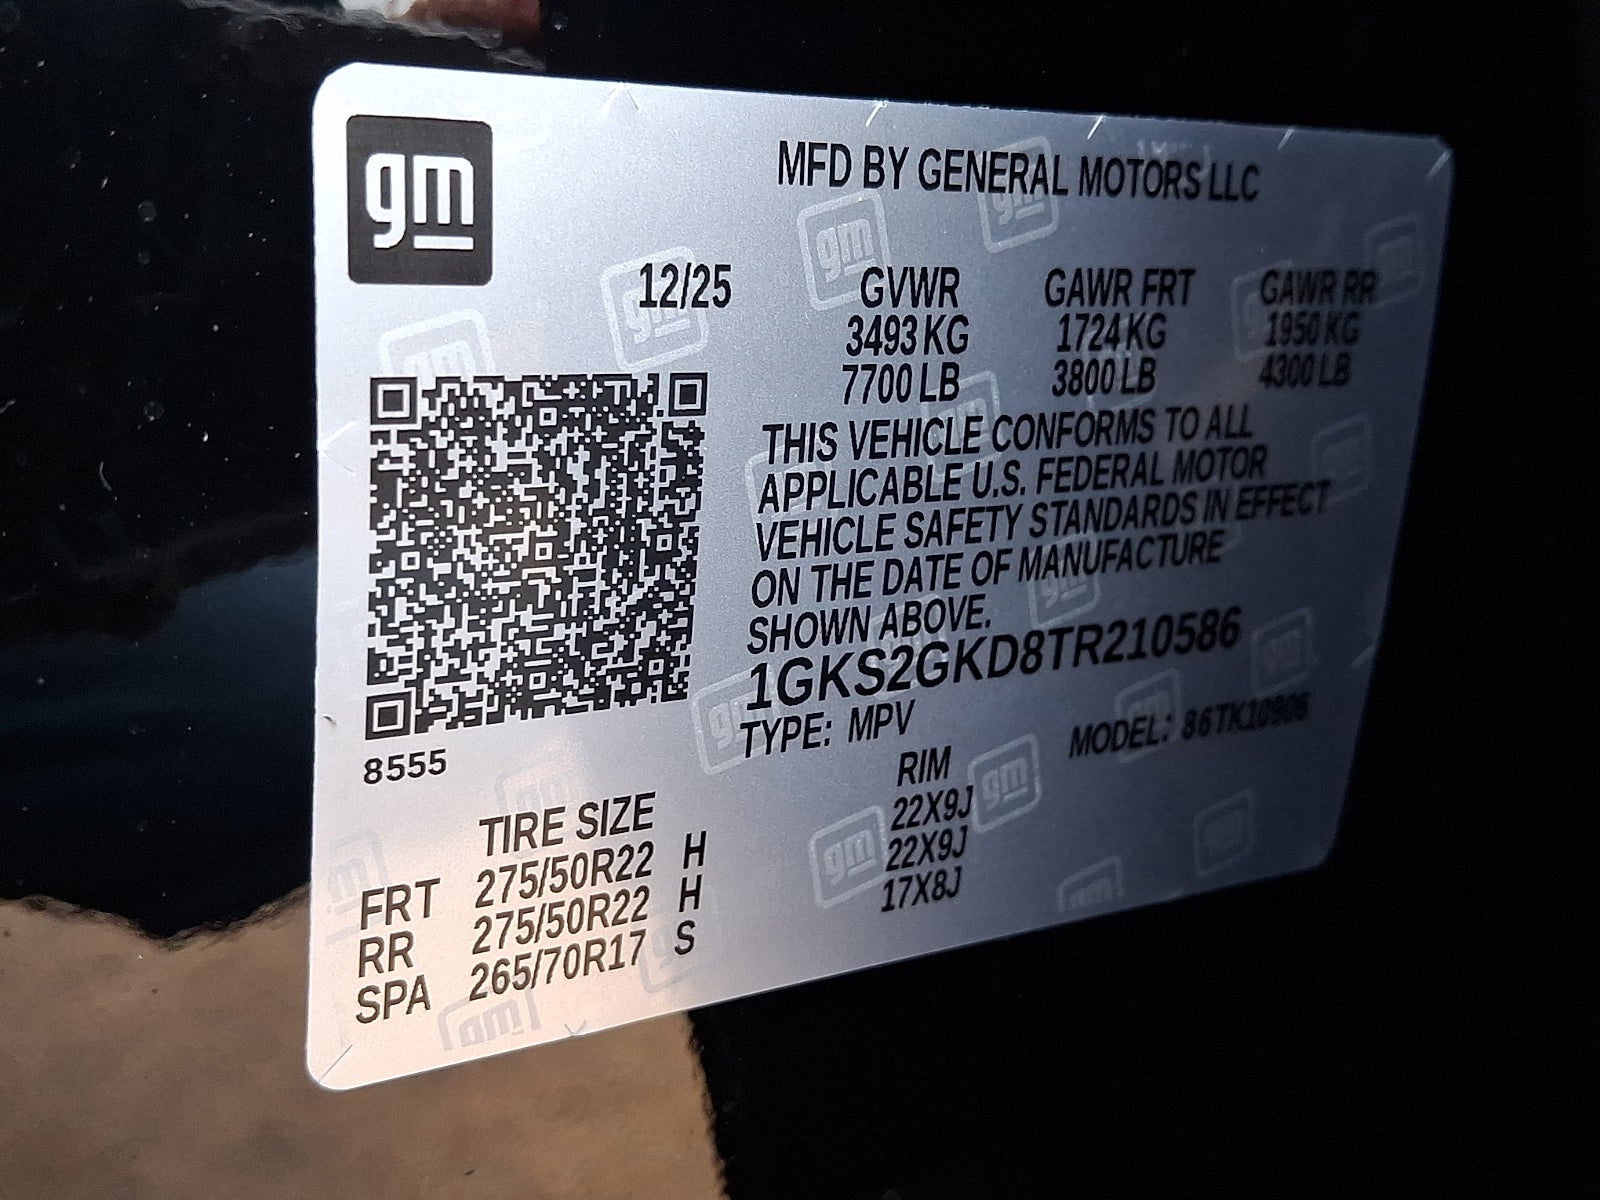 gm
MFD BY GENERAL MOTORS LLC
12/25 GVWR GAWR FRT GAWR RR
3493 KG 1724 KG 1950 KG
7700 LB 3800 LB 4300 LB
THIS VEHICLE CONFORMS TO ALL
APPLICABLE U.S. FEDERAL MOTOR
VEHICLE SAFETY STANDARDS IN EFFECT
ON THE DATE OF MANUFACTURE
SHOWN ABOVE.
1GKS2GKD8TR210586
TYPE: MPV MODEL: 86TK10906
8555
TIRE SIZE RIM
FRT 275/50R22 H 22X9J
RR 275/50R22 H 22X9J
SPA 265/70R17 S 17X8J